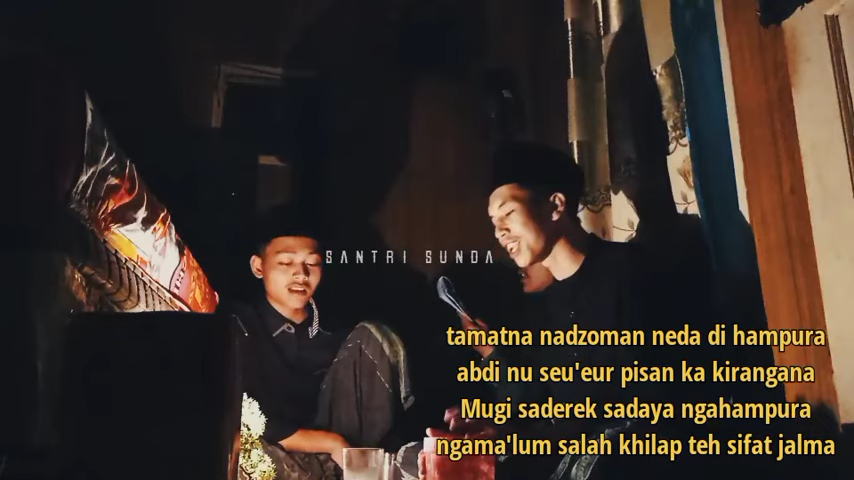 SANTRI SUNDA
tamatna nadzoman neda di hampura
abdi nu seu'eur pisan ka kirangana
Mugi saderek sadaya ngahampura
ngama'lum salah khilap teh sifat jalma